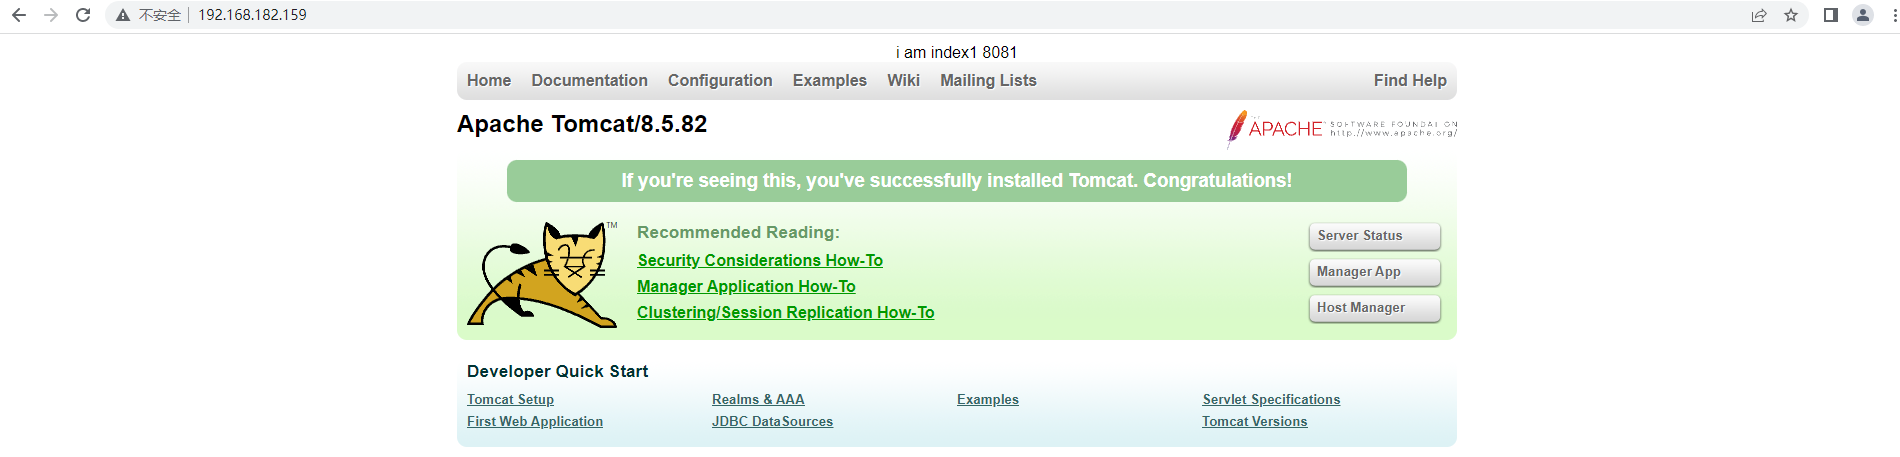 不安全 192.168.182.159
i am index1 8081
Home Documentation Configuration Examples Wiki Mailing Lists Find Help
Apache Tomcat/8.5.82
APACHE SOFTWARE FOUNDATION
http://www.apache.org/
If you're seeing this, you've successfully installed Tomcat. Congratulations!
TM
Recommended Reading:
Security Considerations How-To
Manager Application How-To
Clustering/Session Replication How-To
Server Status
Manager App
Host Manager
Developer Quick Start
Tomcat Setup Realms & AAA Examples Servlet Specifications
First Web Application JDBC DataSources Tomcat Versions